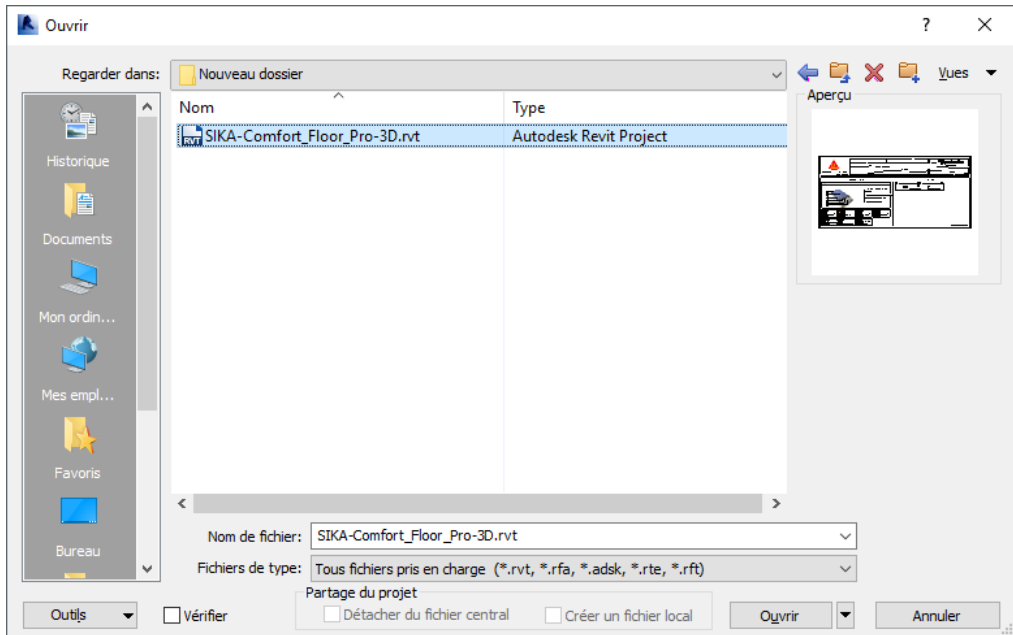 Ouvrir
Regarder dans: Nouveau dossier Vues
Aperçu
Nom Type
SIKA-Comfort_Floor_Pro-3D.rvt Autodesk Revit Project
Historique
Documents
Mon ordin...
Mes empl...
Favoris
Bureau
Nom de fichier: SIKA-Comfort_Floor_Pro-3D.rvt
Fichiers de type: Tous fichiers pris en charge (*.rvt, *.rfa, *.adsk, *.rte, *.rft)
Partage du projet
Outils Vérifier Détacher du fichier central Créer un fichier local Ouvrir Annuler